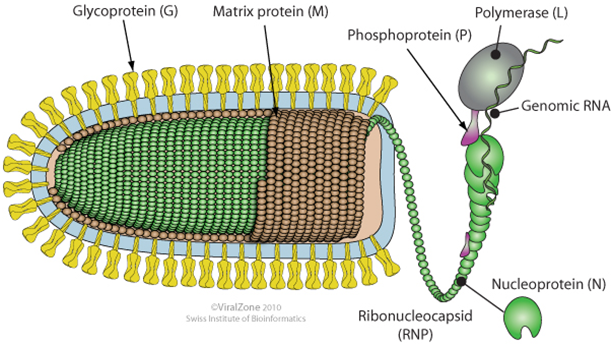 Glycoprotein (G)
Matrix protein (M)
Polymerase (L)
Phosphoprotein (P)
Genomic RNA
Nucleoprotein (N)
Ribonucleocapsid
(RNP)
©ViralZone 2010
Swiss Institute of Bioinformatics